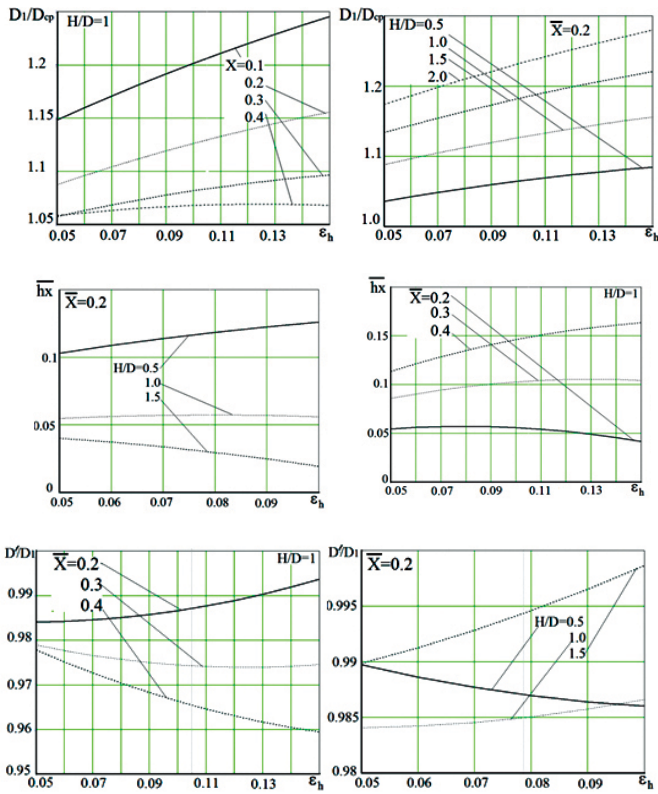 D₁/D꜀ₚ
H/D=1
X=0.1
0.2
0.3
0.4
1.2
1.15
1.1
1.05
0.05 0.07 0.09 0.11 0.13 εₕ
D₁/Dcp
H/D=0.5
1.0
1.5
2.0
X̅=0.2
1.2
1.1
1.0
0.05 0.07 0.09 0.11 0.13 εₕ
h̅x̅
X̅=0.2
H/D=0.5
1.0
1.5
0.1
0.05
0
0.05 0.06 0.07 0.08 0.09 εₕ
h̅x̅
X̅=0.2
0.3
0.4
H/D=1
0.15
0.1
0.05
0
0.05 0.07 0.09 0.11 0.13 εₕ
D'/D₁
X̅=0.2
0.3
0.4
H/D=1
0.99
0.98
0.97
0.96
0.95
0.05 0.07 0.09 0.11 0.13 εₕ
D'/D₁
X̅=0.2
H/D=0.5
1.0
1.5
0.995
0.99
0.985
0.98
0.05 0.06 0.07 0.08 0.09 εₕ